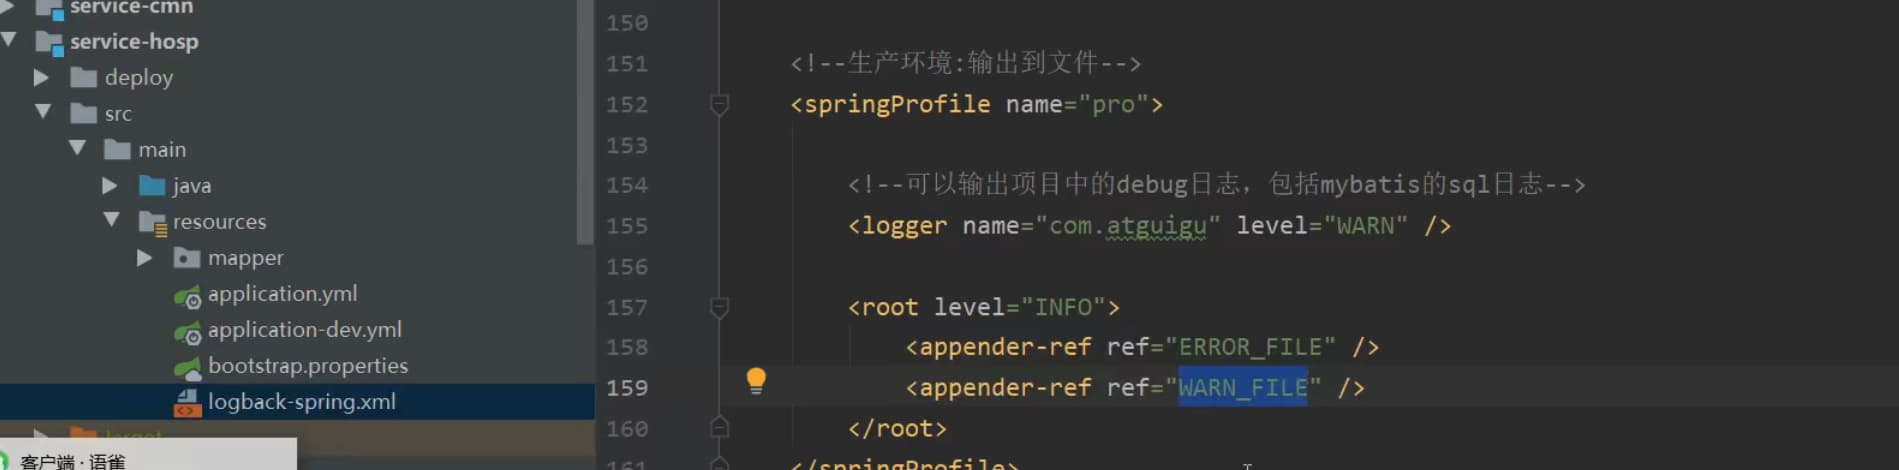 service-cmn
service-hosp
deploy
src
main
java
resources
mapper
application.yml
application-dev.yml
bootstrap.properties
logback-spring.xml
target
客户端 · 语雀
150
151 <!--生产环境:输出到文件-->
152 <springProfile name="pro">
153
154 <!--可以输出项目中的debug日志，包括mybatis的sql日志-->
155 <logger name="com.atguigu" level="WARN" />
156
157 <root level="INFO">
158 <appender-ref ref="ERROR_FILE" />
159 <appender-ref ref="WARN_FILE" />
160 </root>
161 </springProfile>